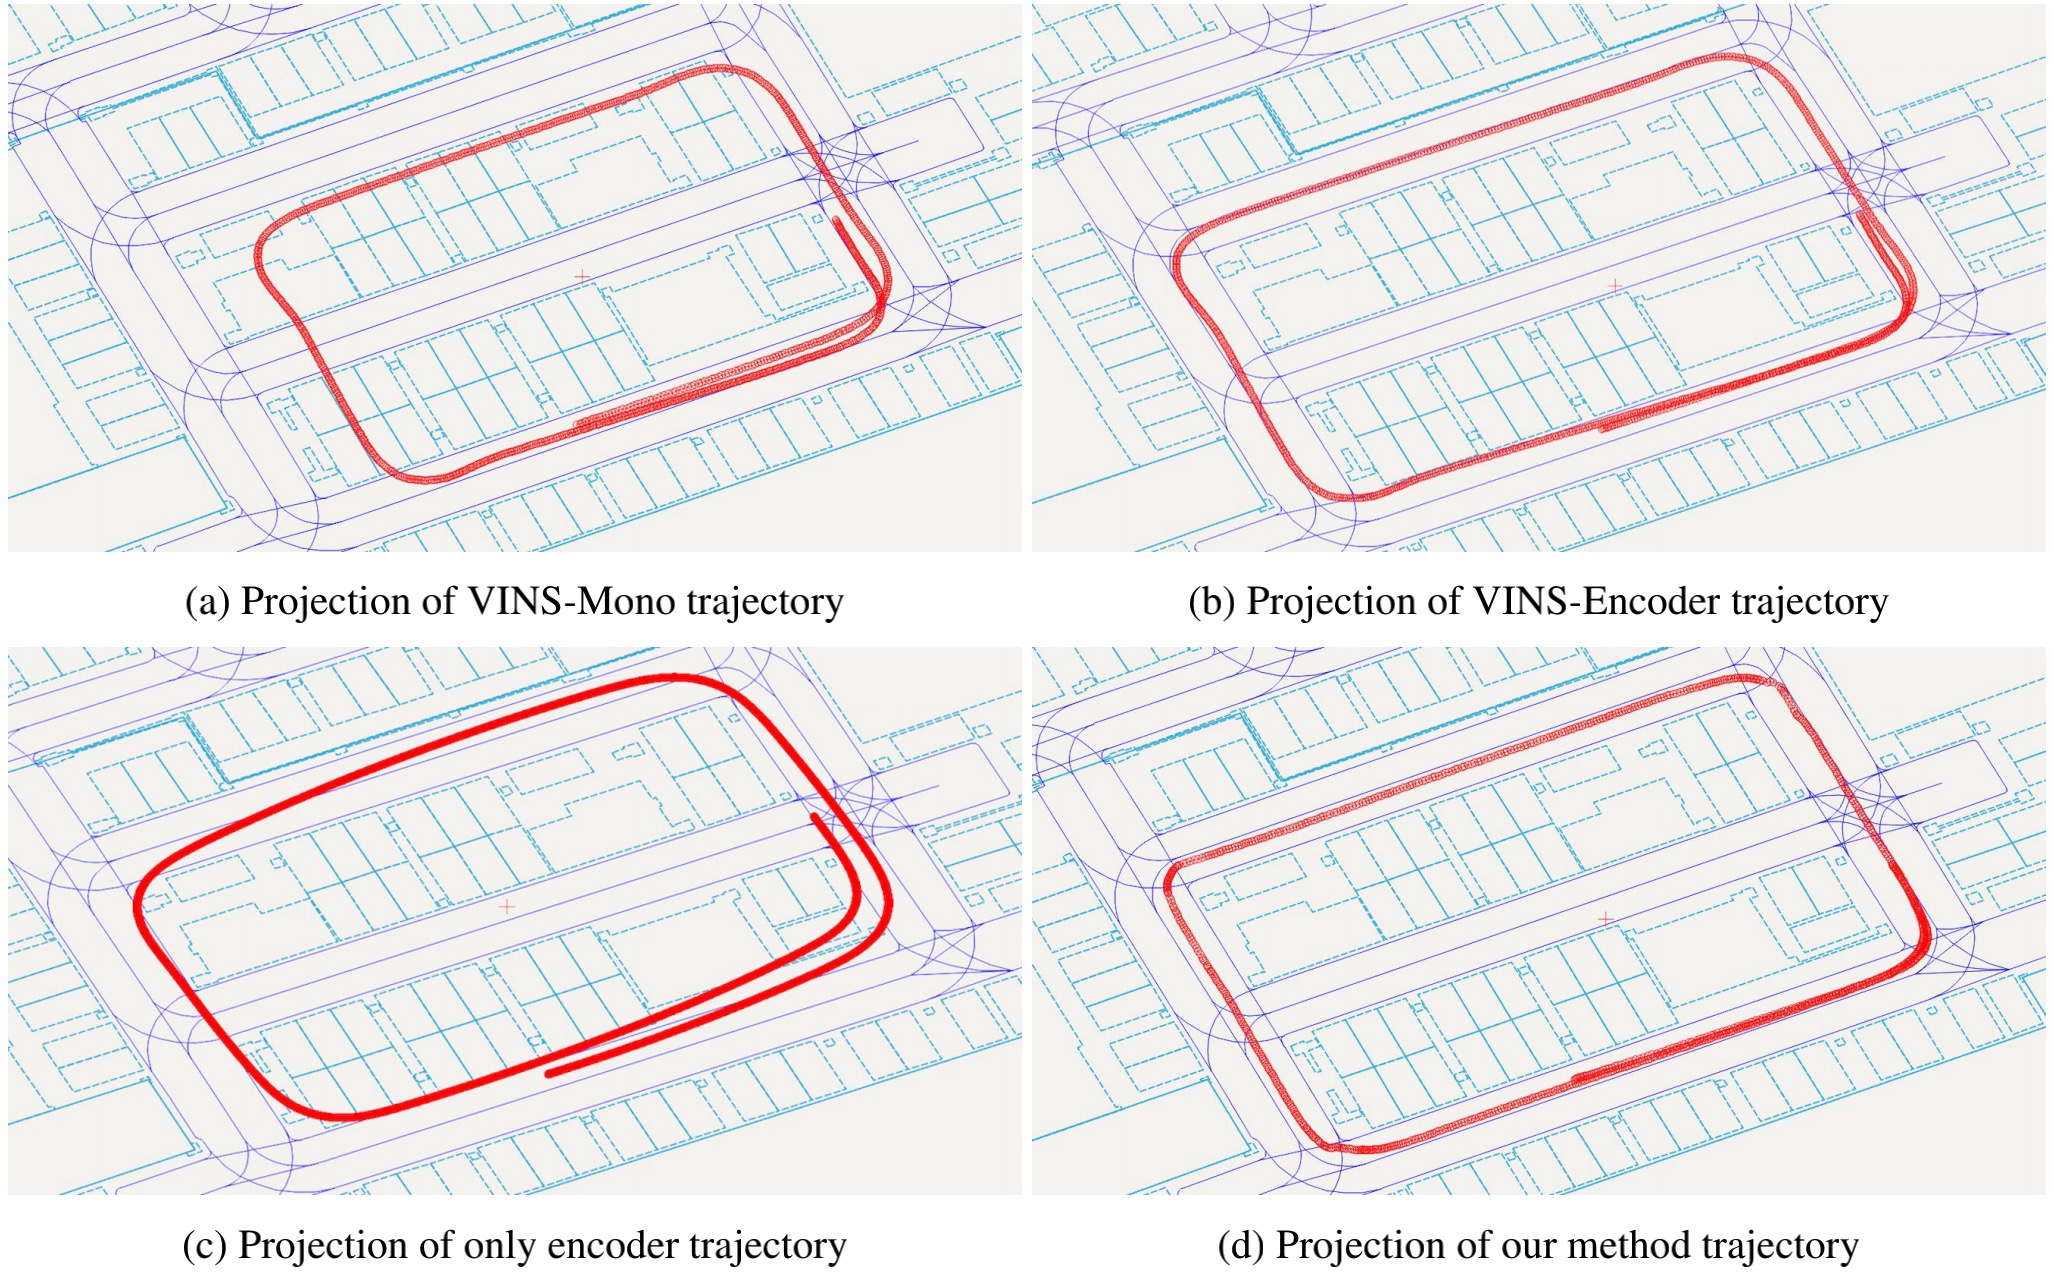 (a) Projection of VINS-Mono trajectory
(b) Projection of VINS-Encoder trajectory
(c) Projection of only encoder trajectory
(d) Projection of our method trajectory